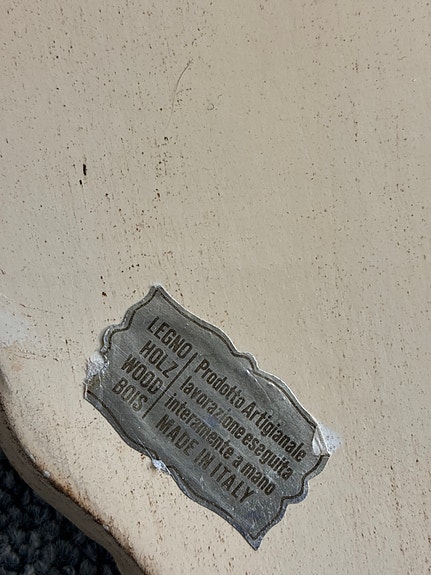 LEGNO
HOLZ
WOOD
BOIS
Prodotto Artigianale
lavorazione eseguita
interamente a mano
MADE IN ITALY